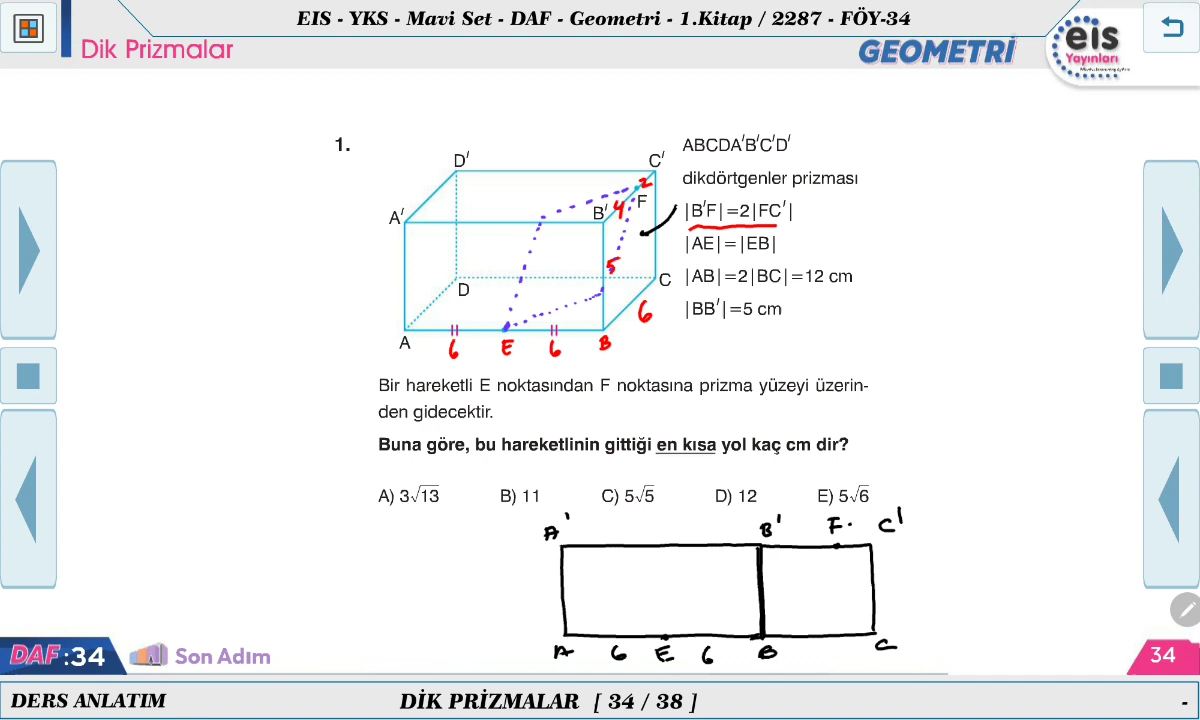 EIS - YKS - Mavi Set - DAF - Geometri - 1.Kitap / 2287 - FÖY-34
Dik Prizmalar
GEOMETRİ
eis
Yayınları
1.
D′
C′
A′
B′
F
D
C
A
2
4
5
6
6
E
6
B
ABCDA′B′C′D′
dikdörtgenler prizması
|B′F|=2|FC′|
|AE|=|EB|
|AB|=2|BC|=12 cm
|BB′|=5 cm
Bir hareketli E noktasından F noktasına prizma yüzeyi üzerin-
den gidecektir.
Buna göre, bu hareketlinin gittiği en kısa yol kaç cm dir?
A) 3√13 B) 11 C) 5√5 D) 12 E) 5√6
A' B' F. C'
A 6 E 6 B C
DAF:34
Son Adım
34
DERS ANLATIM
DİK PRİZMALAR [ 34 / 38 ]
-